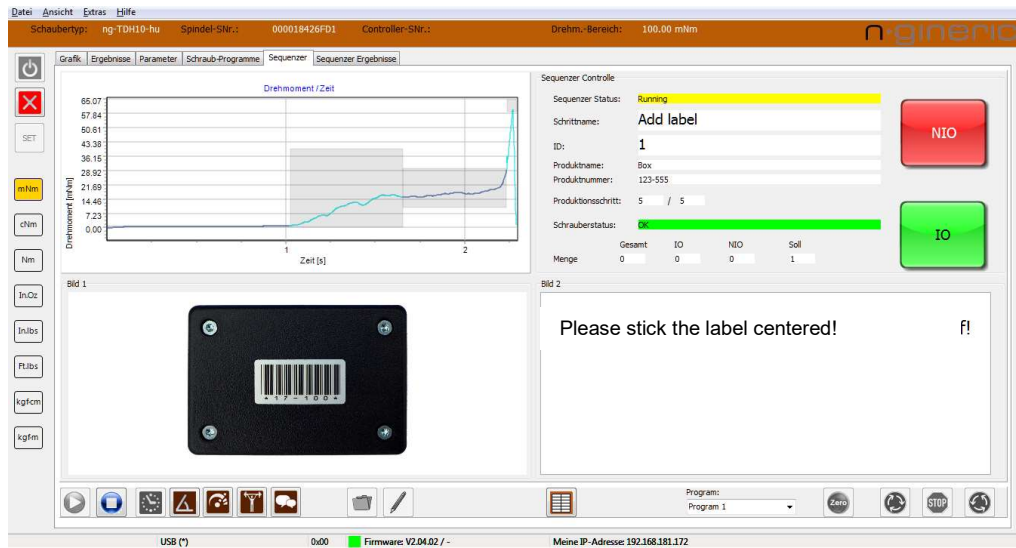 Datei Ansicht Extras Hilfe
Schaubertyp: ng-TDH10-hu Spindel-SNr.: 000018426FD1 Controller-SNr.: Drehm.-Bereich: 100.00 mNm n-gineric
Grafik Ergebnisse Parameter Schraub-Programme Sequenzer Sequenzer Ergebnisse
SET
mNm
cNm
Nm
In.Oz
In.lbs
Ft.lbs
kgf·cm
kgf·m
Drehmoment / Zeit
Drehmoment [mNm]
65.07
57.84
50.61
43.38
36.15
28.92
21.69
14.46
7.23
0.00
1 2
Zeit [s]
Sequenzer Controlle
Sequenzer Status: Running
Schrittname: Add label
ID: 1
Produktname: Box
Produktnummer: 123-555
Produktionsschritt: 5 / 5
Schrauberstatus: OK
Gesamt IO NIO Soll
Menge 0 0 0 1
NIO
IO
Bild 1
*17-100*
Bild 2
Please stick the label centered! f!
Program:
Program 1
Zero
STOP
USB (*) 0x00 Firmware: V2.04.02 / - Meine IP-Adresse: 192.168.181.172